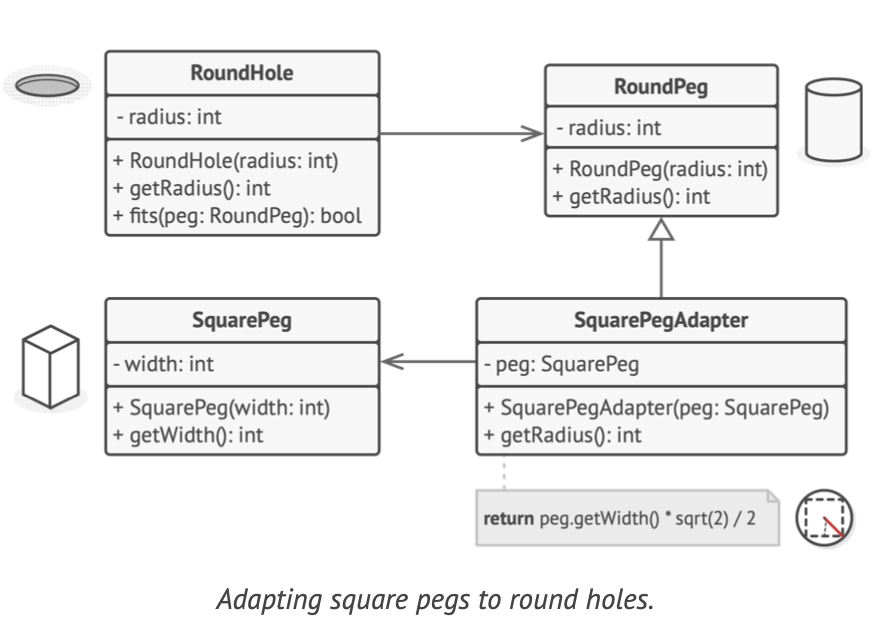 RoundHole
- radius: int
+ RoundHole(radius: int)
+ getRadius(): int
+ fits(peg: RoundPeg): bool
RoundPeg
- radius: int
+ RoundPeg(radius: int)
+ getRadius(): int
SquarePeg
- width: int
+ SquarePeg(width: int)
+ getWidth(): int
SquarePegAdapter
- peg: SquarePeg
+ SquarePegAdapter(peg: SquarePeg)
+ getRadius(): int
return peg.getWidth() * sqrt(2) / 2
Adapting square pegs to round holes.